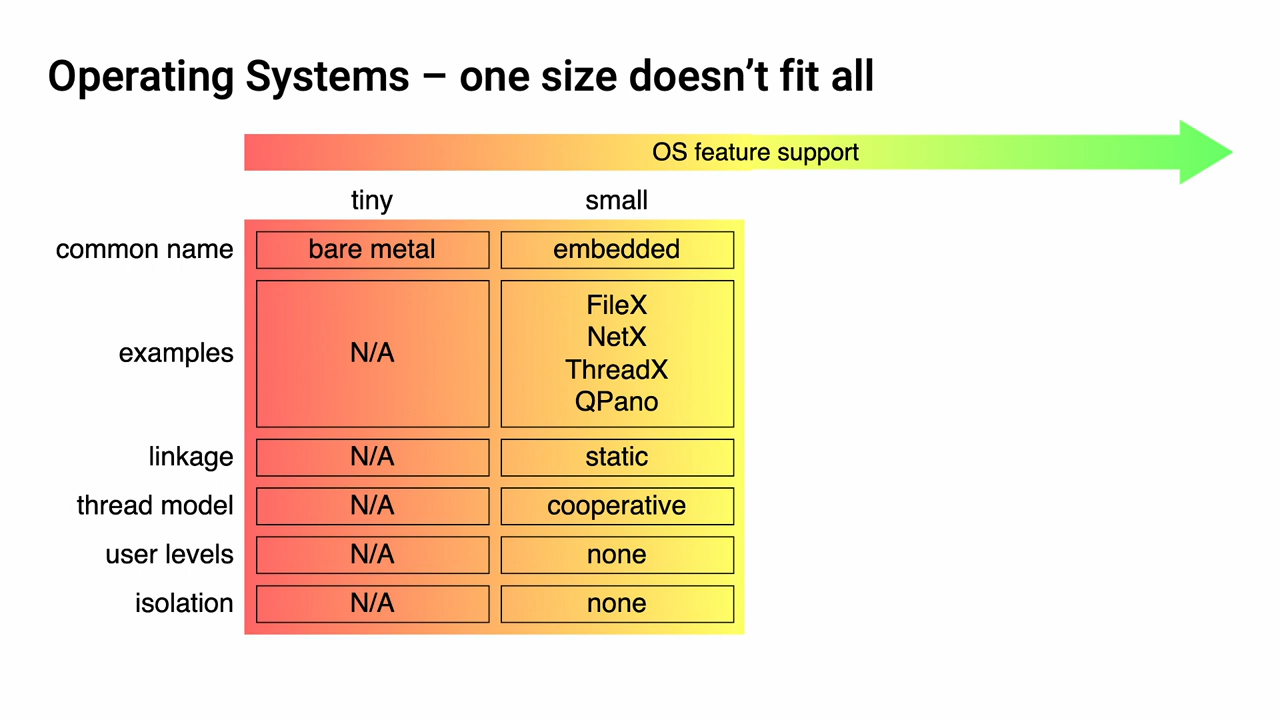 Operating Systems – one size doesn’t fit all
OS feature support
tiny small
common name bare metal embedded
examples N/A FileX
NetX
ThreadX
QPano
linkage N/A static
thread model N/A cooperative
user levels N/A none
isolation N/A none